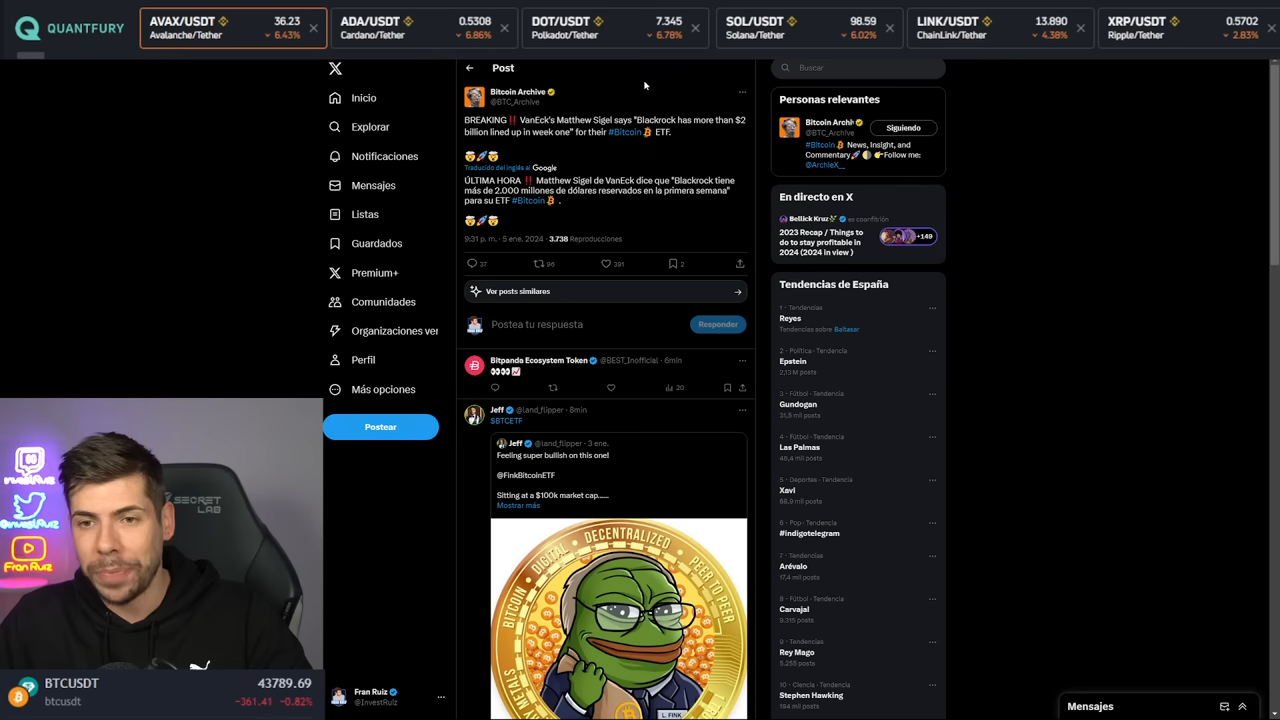 QUANTFURY
AVAX/USDT 36.23
Avalanche/Tether 6.43%
ADA/USDT 0.5308
Cardano/Tether 6.86%
DOT/USDT 7.345
Polkadot/Tether 6.78%
SOL/USDT 98.59
Solana/Tether 6.02%
LINK/USDT 13.890
ChainLink/Tether 4.38%
XRP/USDT 0.5702
Ripple/Tether 2.83%
Inicio
Explorar
Notificaciones
Mensajes
Listas
Guardados
Premium+
Comunidades
Organizaciones ver
Perfil
Más opciones
Postear
Fran Ruiz
@InvestRuiz
Post
Bitcoin Archive
@BTC_Archive
BREAKING‼️ VanEck's Matthew Sigel says "Blackrock has more than $2
billion lined up in week one" for their #Bitcoin ETF.
🤯🚀🤯
Traducido del inglés al Google
ÚLTIMA HORA ‼️ Matthew Sigel de VanEck dice que "Blackrock tiene
más de 2.000 millones de dólares reservados en la primera semana"
para su ETF #Bitcoin .
🤯🚀🤯
9:31 p. m. · 5 ene. 2024 · 3.738 Reproducciones
37 96 391 2
Ver posts similares
Postea tu respuesta
Responder
Bitpanda Ecosystem Token @BEST_Inofficial · 6min
👀👀📈
20
Jeff @land_flipper · 8min
$BTCETF
Jeff @land_flipper · 3 ene.
Feeling super bullish on this one!
@FinkBitcoinETF
Sitting at a $100k market cap......
Mostrar más
BITCOIN DIGITAL DECENTRALIZED PEER TO PEER
L. FINK
Buscar
Personas relevantes
Bitcoin Archi
@BTC_Archive
Siguiendo
#Bitcoin News, Insight, and
Commentary🚀 🌗 👉Follow me:
@ArchieX__
En directo en X
Bellick Kruz es coanfitrión
2023 Recap / Things to
do to stay profitable in
2024 (2024 in view )
+149
Tendencias de España
1 · Tendencias
Reyes
Tendencias sobre Baltasar
2 · Política · Tendencia
Epstein
2,13 M posts
3 · Fútbol · Tendencia
Gundogan
31,5 mil posts
4 · Fútbol · Tendencia
Las Palmas
46,4 mil posts
5 · Deportes · Tendencia
Xavi
68,9 mil posts
6 · Pop · Tendencia
#indigotelegram
7 · Tendencias
Arévalo
17,4 mil posts
8 · Fútbol · Tendencia
Carvajal
9.315 posts
9 · Tendencias
Rey Mago
5.255 posts
10 · Ciencia · Tendencia
Stephen Hawking
194 mil posts
Mensajes
SECRET
LAB
Fran Ruiz
BTCUSDT 43789.69
btcusdt -361.41 -0.82%